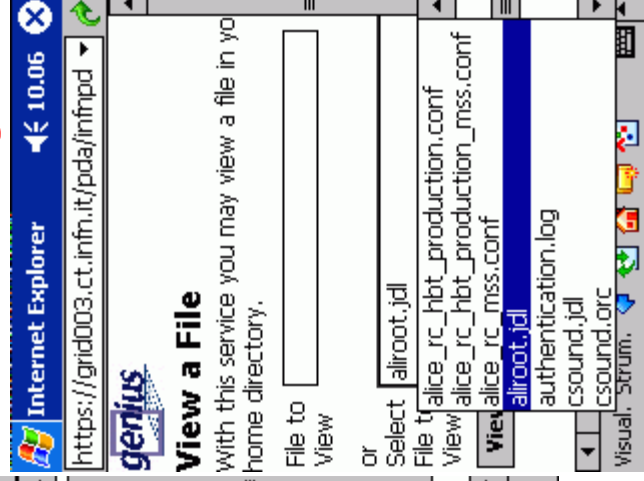 Internet Explorer 10.06
https://grid003.ct.infn.it/pda/infnpd
genius
View a File
With this service you may view a file in yo
home directory.
File to
View
or
Select
File t
View
aliroot.jdl
alice_rc_hbt_production.conf
alice_rc_hbt_production_mss.conf
alice_rc_mss.conf
aliroot.jdl
authentication.log
csound.jdl
csound.orc
View
Visual. Strum.